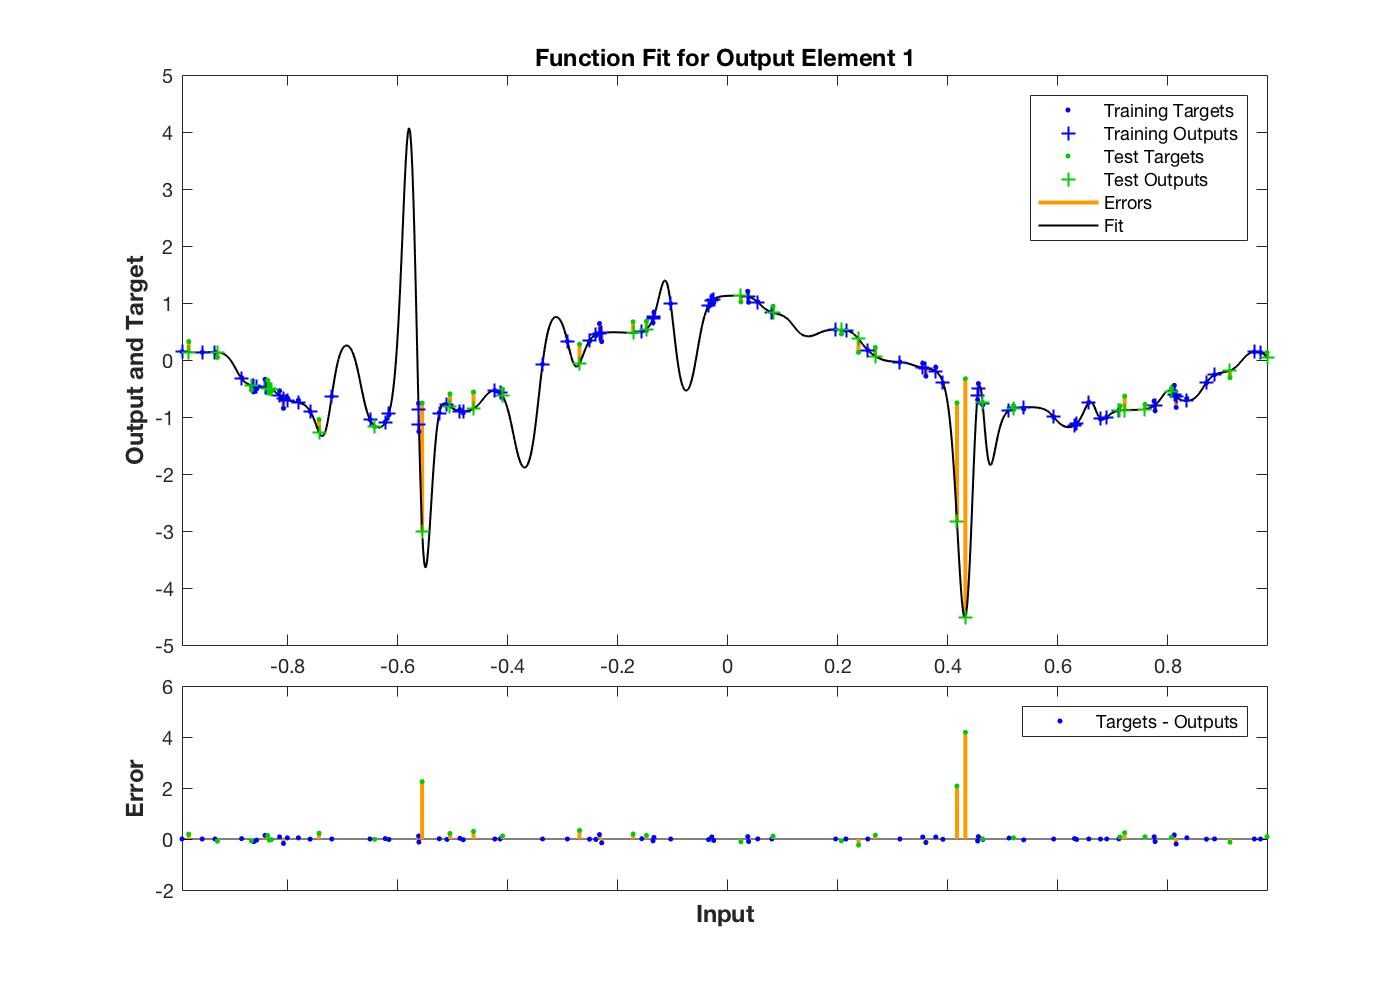 Function Fit for Output Element 1
5
4
3
2
1
0
-1
-2
-3
-4
-5
Output and Target
Training Targets
Training Outputs
Test Targets
Test Outputs
Errors
Fit
-0.8 -0.6 -0.4 -0.2 0 0.2 0.4 0.6 0.8
6
4
2
0
-2
Error
Targets - Outputs
Input